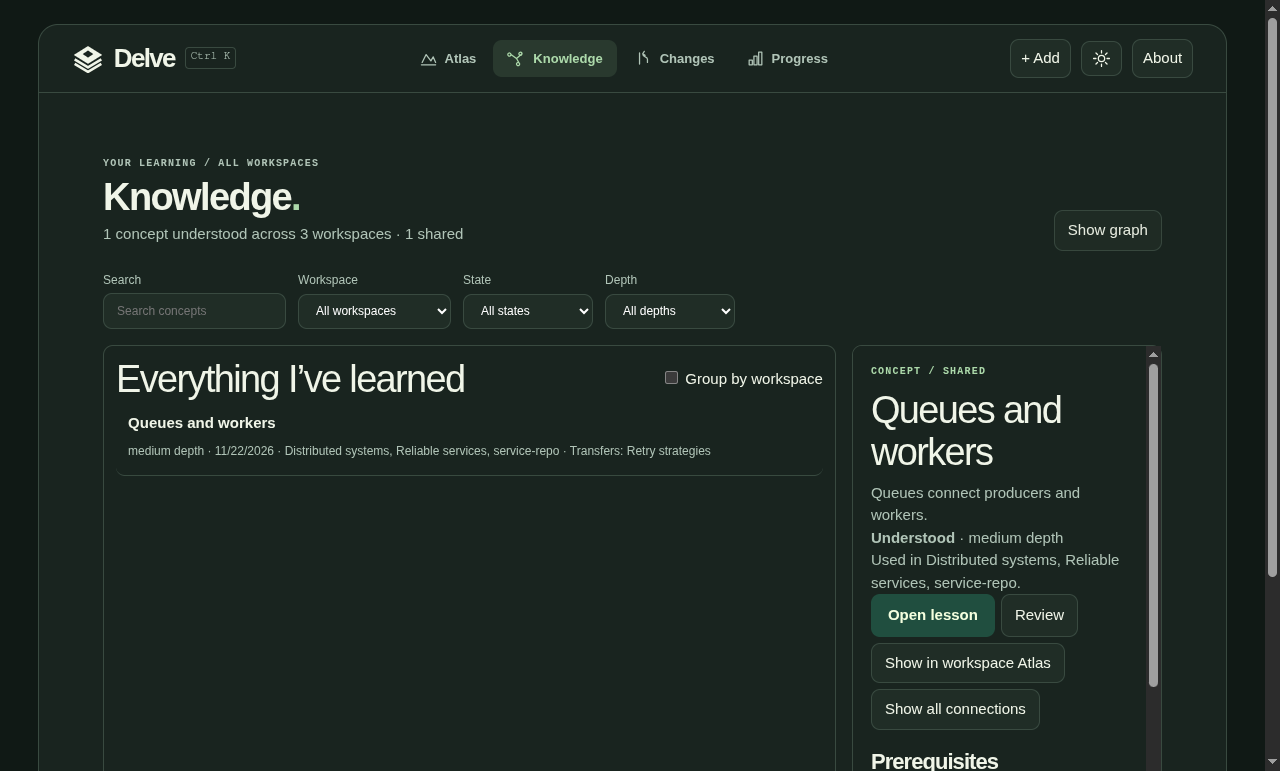 Delve
Ctrl K
Atlas
Knowledge
Changes
Progress
+ Add
About
YOUR LEARNING / ALL WORKSPACES
Knowledge.
1 concept understood across 3 workspaces · 1 shared
Show graph
Search
Workspace
State
Depth
Search concepts
All workspaces
All states
All depths
Everything I’ve learned
Group by workspace
Queues and workers
medium depth · 11/22/2026 · Distributed systems, Reliable services, service-repo · Transfers: Retry strategies
CONCEPT / SHARED
Queues and
workers
Queues connect producers and
workers.
Understood · medium depth
Used in Distributed systems, Reliable
services, service-repo.
Open lesson
Review
Show in workspace Atlas
Show all connections
Prerequisites